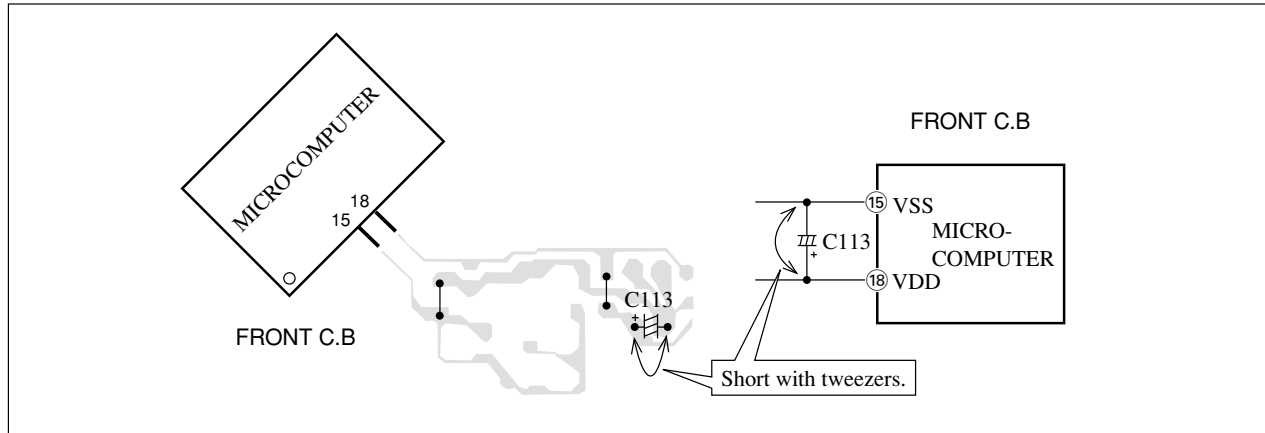 MICROCOMPUTER
18
15
FRONT C.B
C113
+
Short with tweezers.
FRONT C.B
15 VSS
C113
+
MICRO-
COMPUTER
18 VDD